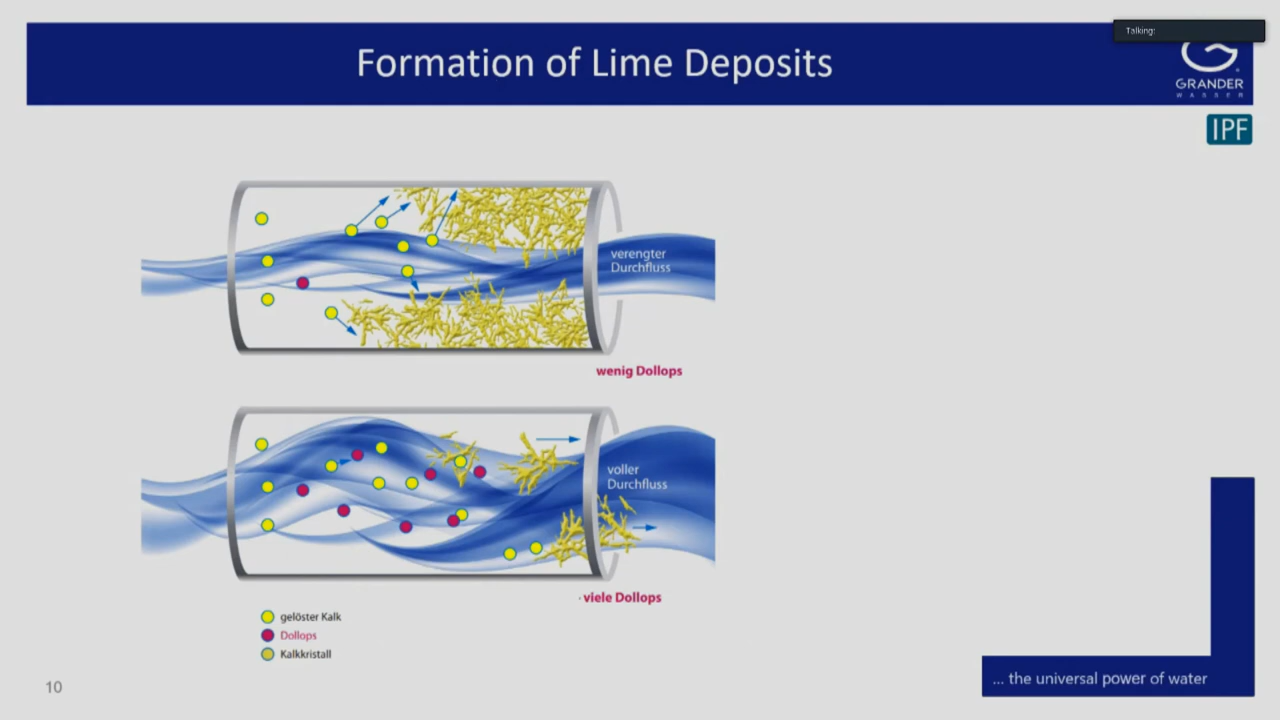 Talking:
Formation of Lime Deposits
GRANDER
WASSER
IPF
verengter
Durchfluss
wenig Dollops
voller
Durchfluss
viele Dollops
gelöster Kalk
Dollops
Kalkkristall
10
... the universal power of water